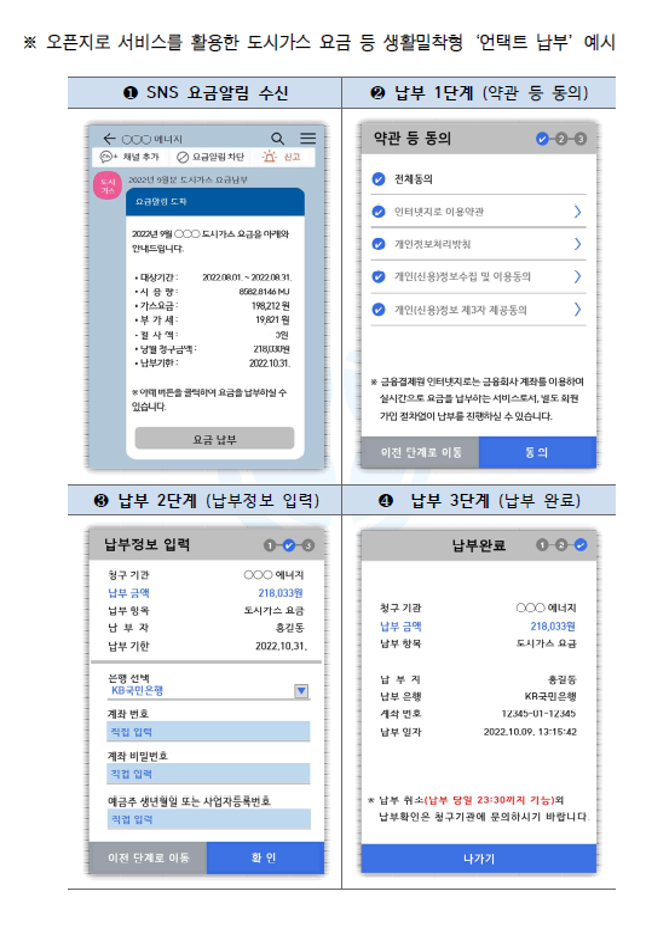 ※ 오픈지로 서비스를 활용한 도시가스 요금 등 생활밀착형 ‘언택트 납부’ 예시
❶ SNS 요금알림 수신
❷ 납부 1단계 (약관 등 동의)
← ○○○ 에너지
채널 추가 요금알림 차단 신고
도시가스
2022년 9월분 도시가스 요금납부
요금알림 도착
2022년 9월 ○○○ 도시가스 요금을 아래와
안내드립니다.
• 대상기간 : 2022.08.01. ~ 2022.08.31.
• 사 용 량 : 8582.8146 MJ
• 가스요금 : 198,212 원
• 부 가 세 : 19,821 원
• 절 사 액 : 3원
• 당월 청구금액 : 218,030원
• 납부기한 : 2022.10.31.
※ 아래 버튼을 클릭하여 요금을 납부하실 수
있습니다.
요금 납부
약관 등 동의 2 3
전체동의
인터넷지로 이용약관
개인정보처리방침
개인(신용)정보수집 및 이용동의
개인(신용)정보 제3자 제공동의
※ 금융결제원 인터넷지로는 금융회사 계좌를 이용하여
실시간으로 요금을 납부하는 서비스로서, 별도 회원
가입 절차없이 납부를 진행하실 수 있습니다.
이전 단계로 이동 동 의
❸ 납부 2단계 (납부정보 입력)
❹ 납부 3단계 (납부 완료)
납부정보 입력 1 3
청구 기관 ○○○ 에너지
납부 금액 218,033원
납부 항목 도시가스 요금
납 부 자 홍길동
납부 기한 2022.10.31.
은행 선택
KB국민은행
계좌 번호
직접 입력
계좌 비밀번호
직접 입력
예금주 생년월일 또는 사업자등록번호
직접 입력
이전 단계로 이동 확 인
납부완료 1 2
청구 기관 ○○○ 에너지
납부 금액 218,033원
납부 항목 도시가스 요금
납 부 자 홍길동
납부 은행 KB국민은행
계좌 번호 12345-01-12345
납부 일자 2022.10.09. 13:15:42
* 납부 취소(납부 당일 23:30까지 가능)와
납부확인은 청구기관에 문의하시기 바랍니다.
나가기